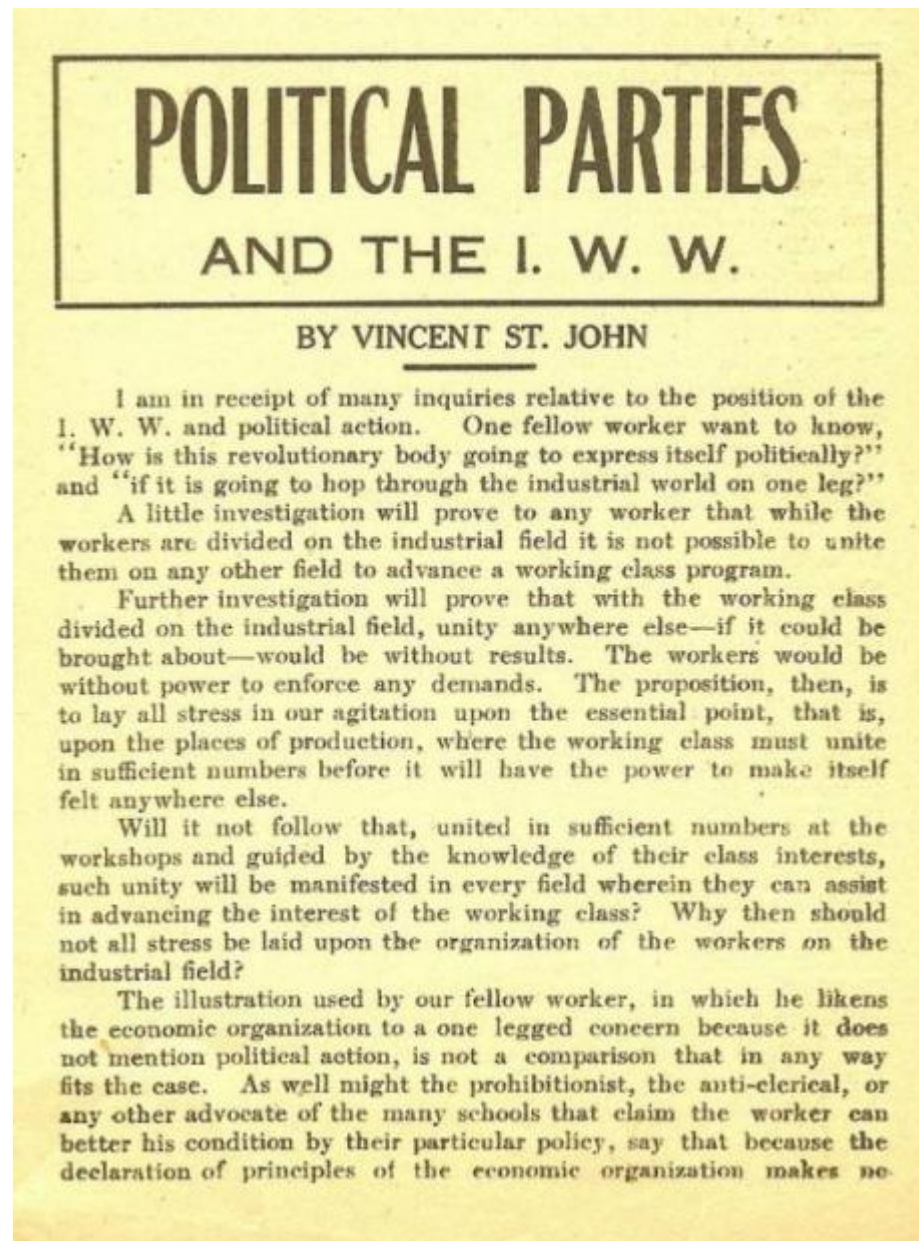 POLITICAL PARTIES
AND THE I. W. W.
BY VINCENT ST. JOHN
I am in receipt of many inquiries relative to the position of the
I. W. W. and political action. One fellow worker want to know,
"How is this revolutionary body going to express itself politically?"
and "if it is going to hop through the industrial world on one leg?"
A little investigation will prove to any worker that while the
workers are divided on the industrial field it is not possible to unite
them on any other field to advance a working class program.
Further investigation will prove that with the working class
divided on the industrial field, unity anywhere else—if it could be
brought about—would be without results. The workers would be
without power to enforce any demands. The proposition, then, is
to lay all stress in our agitation upon the essential point, that is,
upon the places of production, where the working class must unite
in sufficient numbers before it will have the power to make itself
felt anywhere else.
Will it not follow that, united in sufficient numbers at the
workshops and guided by the knowledge of their class interests,
such unity will be manifested in every field wherein they can assist
in advancing the interest of the working class? Why then should
not all stress be laid upon the organization of the workers on the
industrial field?
The illustration used by our fellow worker, in which he likens
the economic organization to a one legged concern because it does
not mention political action, is not a comparison that in any way
fits the case. As well might the prohibitionist, the anti-clerical, or
any other advocate of the many schools that claim the worker can
better his condition by their particular policy, say that because the
declaration of principles of the economic organization makes no